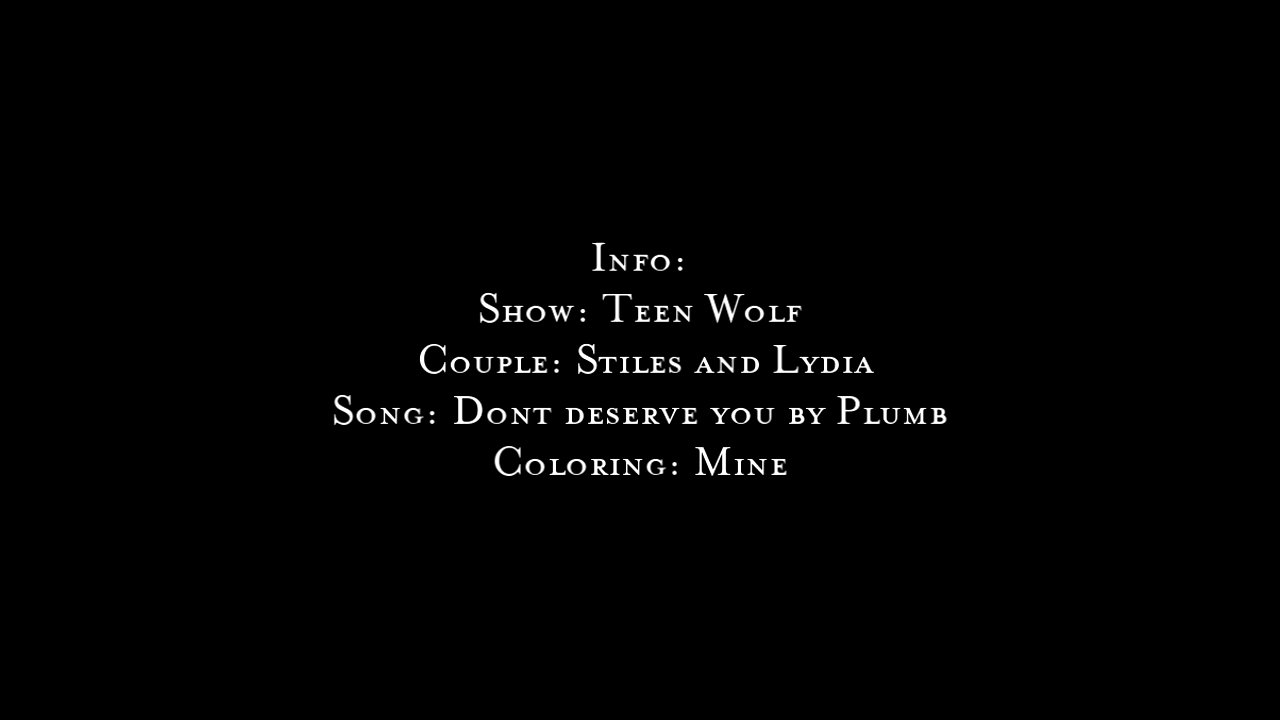 Info:
Show: Teen Wolf
Couple: Stiles and Lydia
Song: Dont deserve you by Plumb
Coloring: Mine